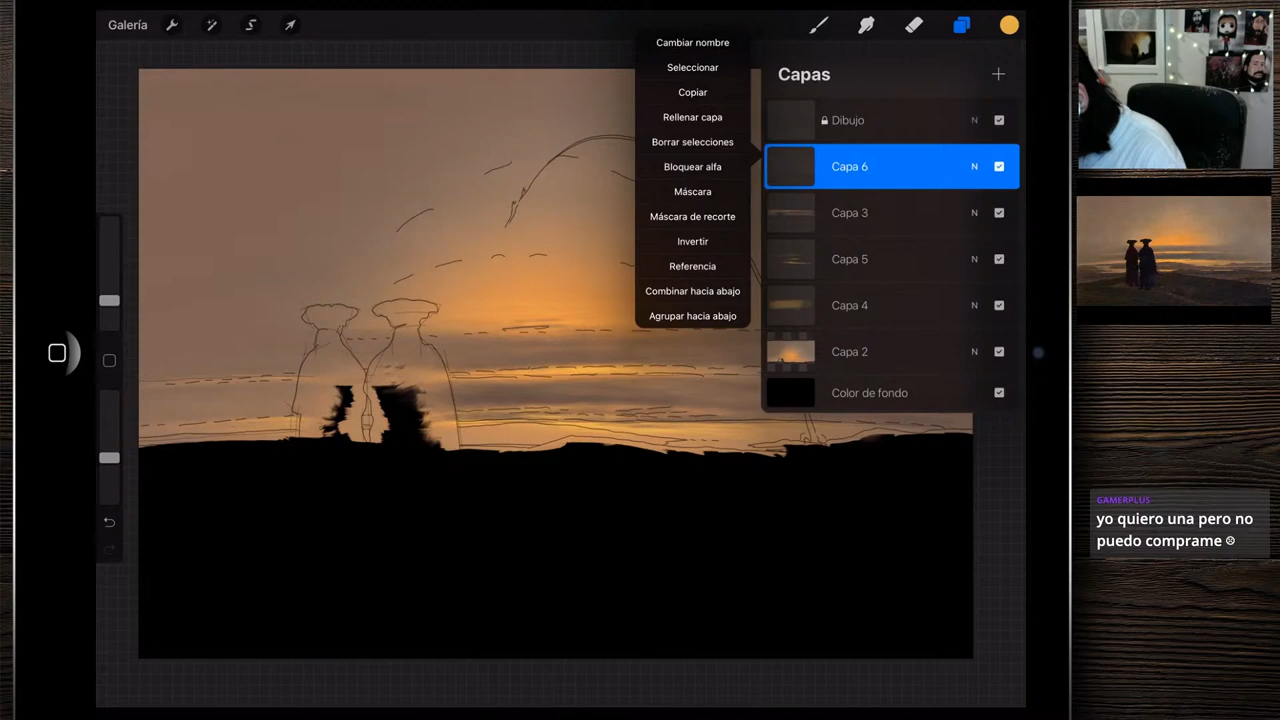 Galería
Cambiar nombre
Seleccionar
Copiar
Rellenar capa
Borrar selecciones
Bloquear alfa
Máscara
Máscara de recorte
Invertir
Referencia
Combinar hacia abajo
Agrupar hacia abajo
Capas
Dibujo N
Capa 6 N
Capa 3 N
Capa 5 N
Capa 4 N
Capa 2 N
Color de fondo
GAMERPLUS
yo quiero una pero no
puedo comprame ☹